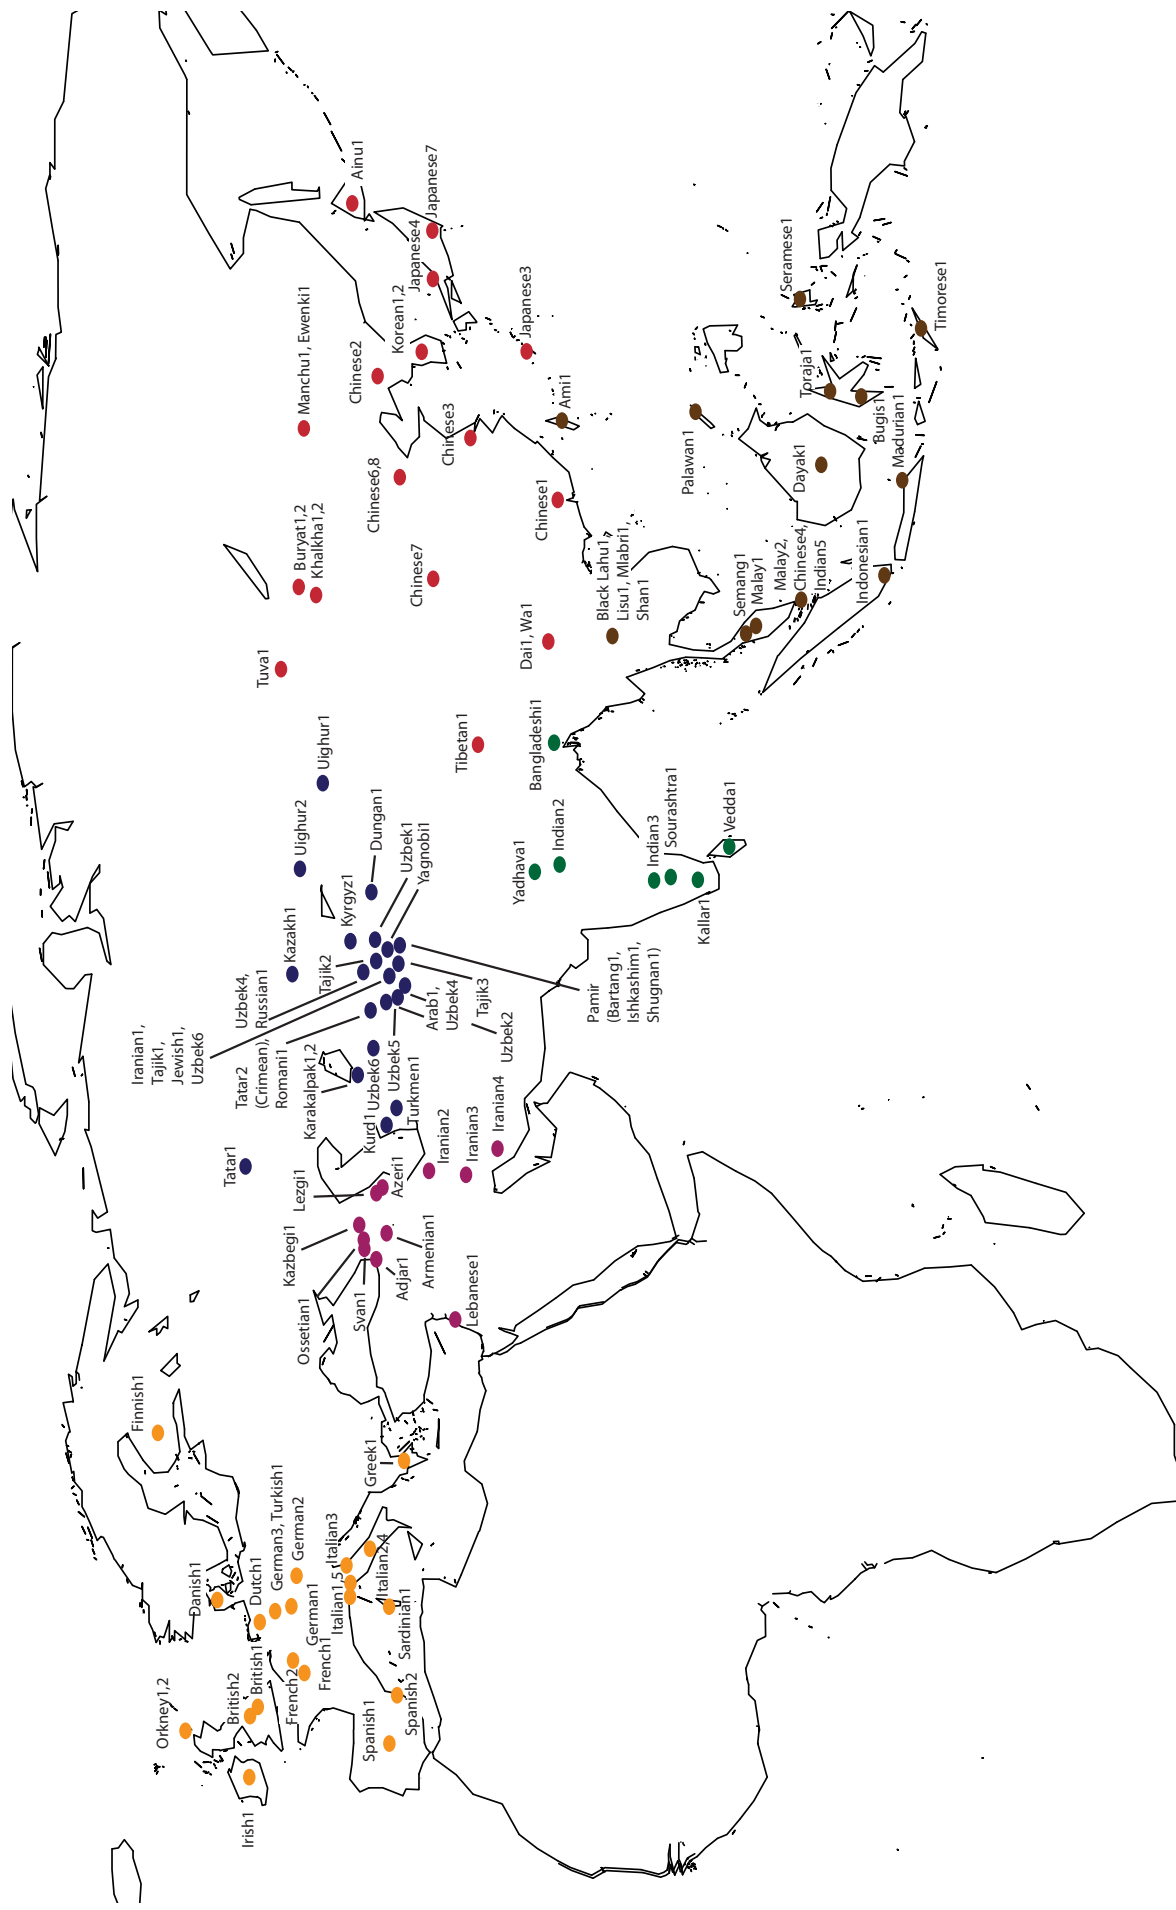 Orkney1,2
Irish1
British2
British1
Danish1
Dutch1
German3, Turkish1
German2
German1
French2
French1
Finnish1
Spanish1
Spanish2
Sardinian1
Italian1,5
Italian3
Italian2,4
Greek1
Lebanese1
Ossetian1
Svan1
Kazbegi1
Adjar1
Armenian1
Lezgi1
Azeri1
Iranian2
Iranian3
Iranian4
Tatar1
Kurd1
Turkmen1
Karakalpak1,2
Uzbek6
Uzbek5
Iranian1,
Tajik1,
Jewish1,
Uzbek6
Tatar2
(Crimean),
Romani1
Uzbek4,
Russian1
Tajik2
Kazakh1
Kyrgyz1
Arab1,
Uzbek4
Tajik3
Uzbek2
Pamir
(Bartang1,
Ishkashim1,
Shugnan1)
Uzbek1
Yagnobi1
Dungan1
Uighur2
Uighur1
Yadhava1
Indian2
Indian3
Sourashtra1
Kallar1
Vedda1
Bangladeshi1
Tibetan1
Tuva1
Buryat1,2
Khalkha1,2
Manchu1, Ewenki1
Dai1, Wa1
Chinese7
Chinese6,8
Chinese1
Chinese3
Chinese2
Korean1,2
Japanese4
Japanese7
Japanese3
Ainu1
Ami1
Black Lahu1,
Lisu1, Mlabri1,
Shan1
Semang1
Malay1
Malay2,
Chinese4,
Indian5
Indonesian1
Palawan1
Dayak1
Madurian1
Bugis1
Toraja1
Seramese1
Timorese1